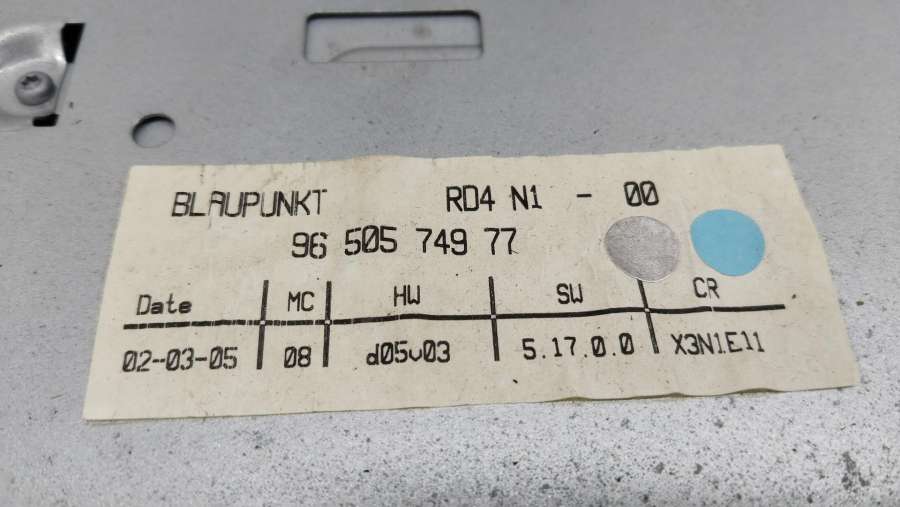 BLAUPUNKT RD4 N1 - 00
96 505 749 77
Date MC HW SW CR
02-03-05 08 d05v03 5.17.0.0 X3N1E11